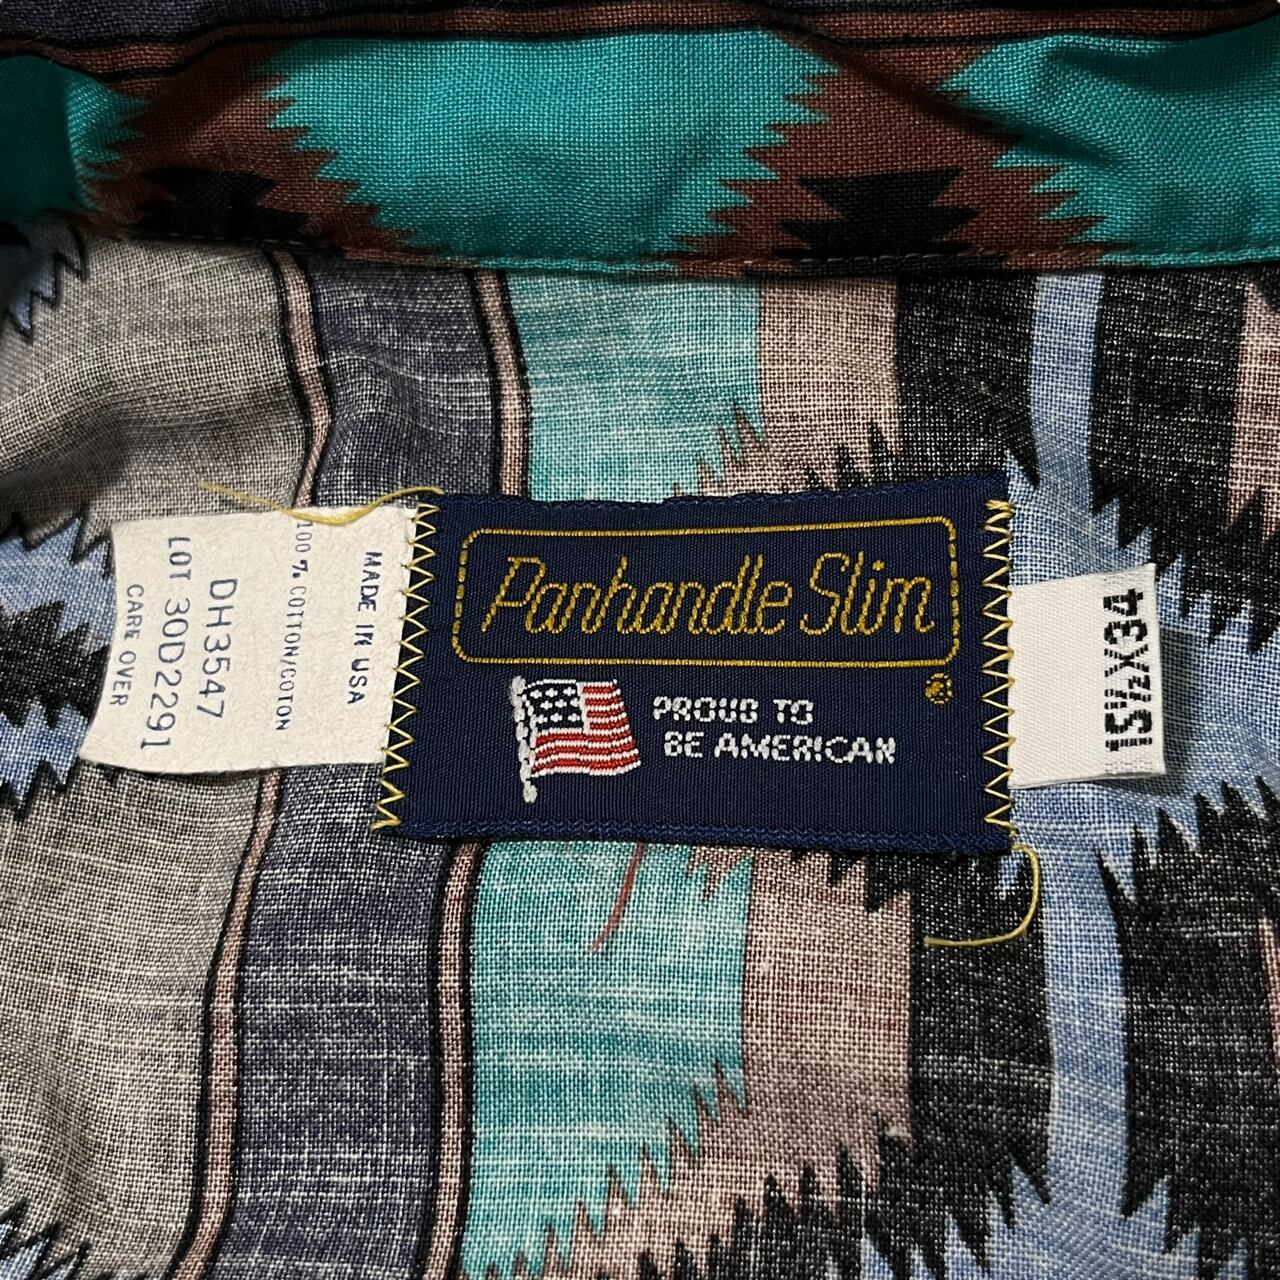 Panhandle Slim
®
PROUD TO
BE AMERICAN
MADE IN USA
100% COTTON/COTON
DH3547
LOT 30D2291
CARE OVER
15½X34